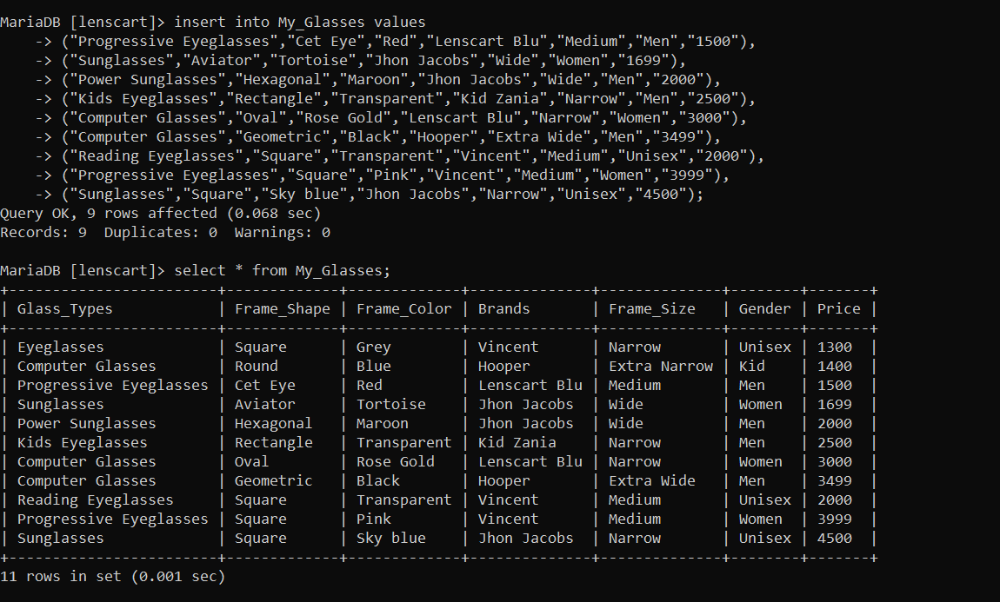 MariaDB [lenscart]> insert into My_Glasses values
    -> ("Progressive Eyeglasses","Cet Eye","Red","Lenscart Blu","Medium","Men","1500"),
    -> ("Sunglasses","Aviator","Tortoise","Jhon Jacobs","Wide","Women","1699"),
    -> ("Power Sunglasses","Hexagonal","Maroon","Jhon Jacobs","Wide","Men","2000"),
    -> ("Kids Eyeglasses","Rectangle","Transparent","Kid Zania","Narrow","Men","2500"),
    -> ("Computer Glasses","Oval","Rose Gold","Lenscart Blu","Narrow","Women","3000"),
    -> ("Computer Glasses","Geometric","Black","Hooper","Extra Wide","Men","3499"),
    -> ("Reading Eyeglasses","Square","Transparent","Vincent","Medium","Unisex","2000"),
    -> ("Progressive Eyeglasses","Square","Pink","Vincent","Medium","Women","3999"),
    -> ("Sunglasses","Square","Sky blue","Jhon Jacobs","Narrow","Unisex","4500");
Query OK, 9 rows affected (0.068 sec)
Records: 9  Duplicates: 0  Warnings: 0

MariaDB [lenscart]> select * from My_Glasses;
+------------------------+-------------+-------------+--------------+--------------+--------+-------+
| Glass_Types            | Frame_Shape | Frame_Color | Brands       | Frame_Size   | Gender | Price |
+------------------------+-------------+-------------+--------------+--------------+--------+-------+
| Eyeglasses             | Square      | Grey        | Vincent      | Narrow       | Unisex | 1300  |
| Computer Glasses       | Round       | Blue        | Hooper       | Extra Narrow | Kid    | 1400  |
| Progressive Eyeglasses | Cet Eye     | Red         | Lenscart Blu | Medium       | Men    | 1500  |
| Sunglasses             | Aviator     | Tortoise    | Jhon Jacobs  | Wide         | Women  | 1699  |
| Power Sunglasses       | Hexagonal   | Maroon      | Jhon Jacobs  | Wide         | Men    | 2000  |
| Kids Eyeglasses        | Rectangle   | Transparent | Kid Zania    | Narrow       | Men    | 2500  |
| Computer Glasses       | Oval        | Rose Gold   | Lenscart Blu | Narrow       | Women  | 3000  |
| Computer Glasses       | Geometric   | Black       | Hooper       | Extra Wide   | Men    | 3499  |
| Reading Eyeglasses     | Square      | Transparent | Vincent      | Medium       | Unisex | 2000  |
| Progressive Eyeglasses | Square      | Pink        | Vincent      | Medium       | Women  | 3999  |
| Sunglasses             | Square      | Sky blue    | Jhon Jacobs  | Narrow       | Unisex | 4500  |
+------------------------+-------------+-------------+--------------+--------------+--------+-------+
11 rows in set (0.001 sec)